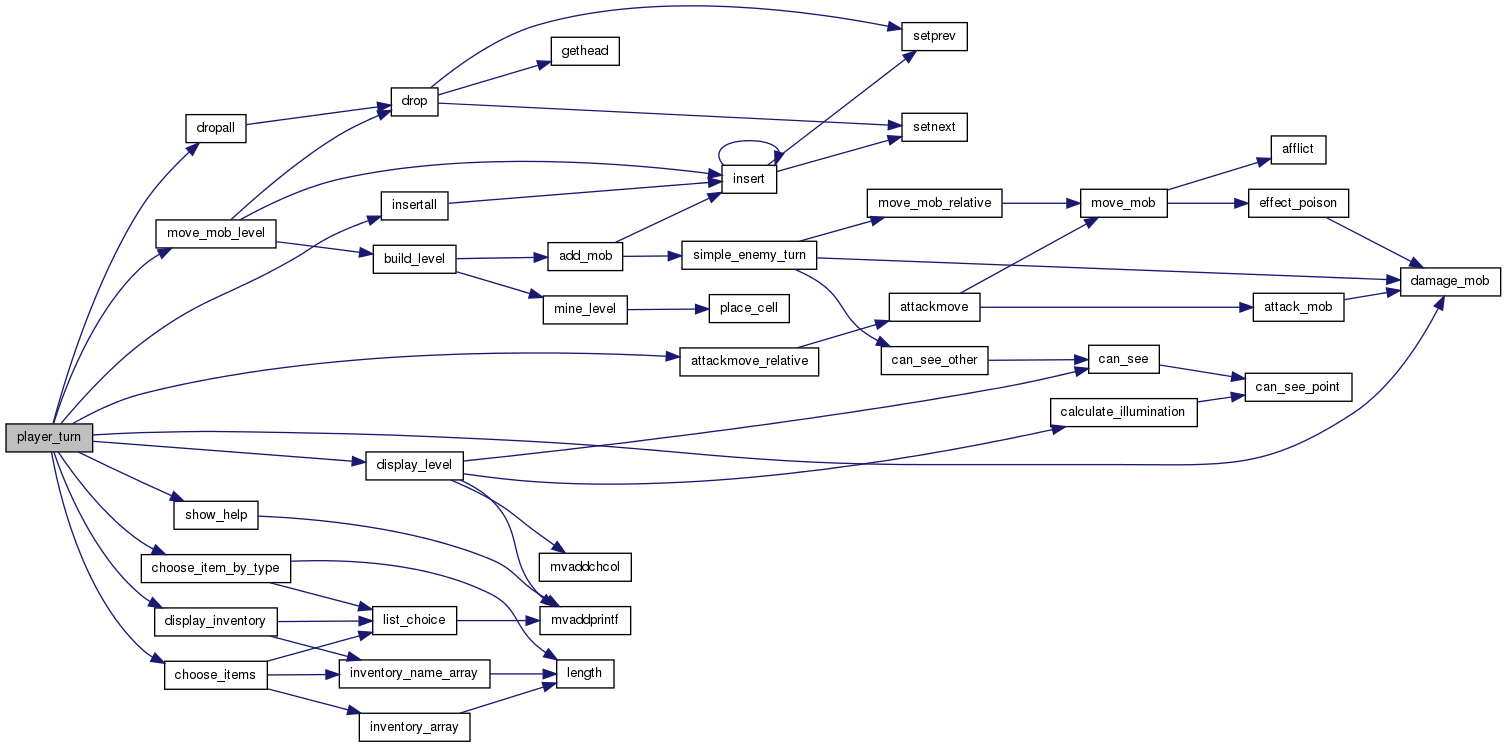 setprev
gethead
drop
dropall
setnext
afflict
insert
insertall
move_mob_relative
move_mob
effect_poison
move_mob_level
build_level
add_mob
simple_enemy_turn
damage_mob
mine_level
place_cell
attackmove
attack_mob
attackmove_relative
can_see_other
can_see
can_see_point
calculate_illumination
player_turn
display_level
show_help
choose_item_by_type
mvaddchcol
display_inventory
list_choice
mvaddprintf
choose_items
inventory_name_array
length
inventory_array